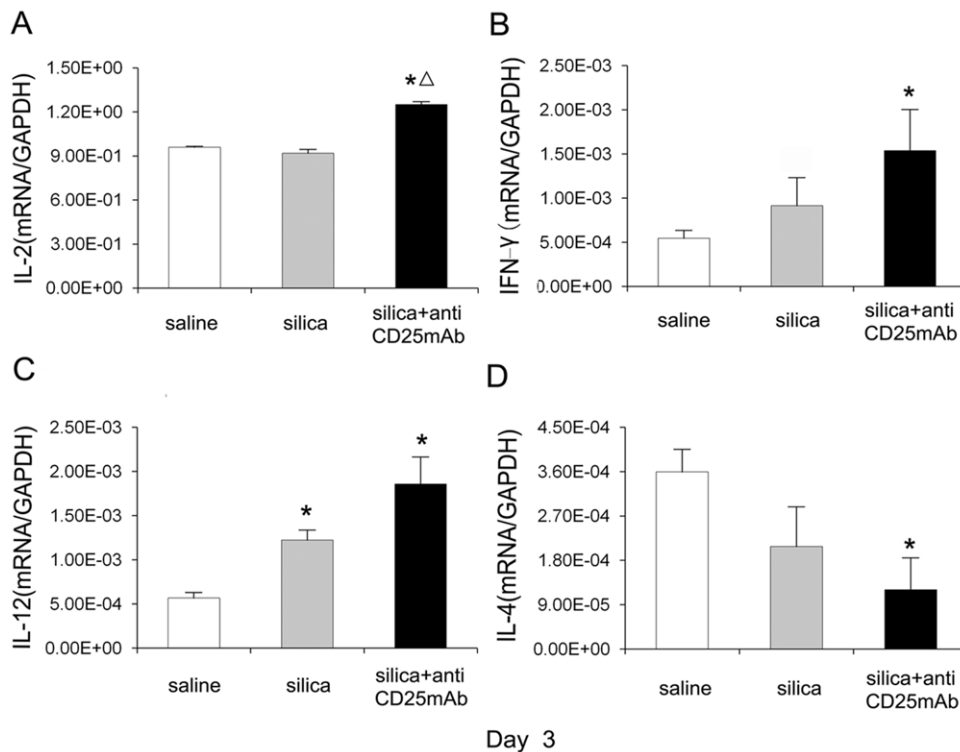 A
IL-2(mRNA/GAPDH)
1.50E+00
1.20E+00
9.00E-01
6.00E-01
3.00E-01
0.00E+00
*△
saline
silica
silica+anti
CD25mAb
B
IFN-γ(mRNA/GAPDH)
2.50E-03
2.00E-03
1.50E-03
1.00E-03
5.00E-04
0.00E+00
*
saline
silica
silica+anti
CD25mAb
C
IL-12(mRNA/GAPDH)
2.50E-03
2.00E-03
1.50E-03
1.00E-03
5.00E-04
0.00E+00
*
*
saline
silica
silica+anti
CD25mAb
D
IL-4(mRNA/GAPDH)
4.50E-04
3.60E-04
2.70E-04
1.80E-04
9.00E-05
0.00E+00
*
saline
silica
silica+anti
CD25mAb
Day 3